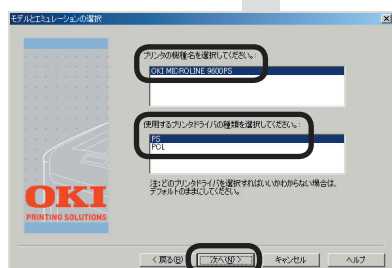 モデルとエミュレーションの選択
プリンタの機種名を選択してください。:
OKI MICROLINE 9600PS
使用するプリンタドライバの種類を選択してください。:
PS
PCL
注:どのプリンタドライバを選択すればいいかわからない場合は、
デフォルトのままにしてください。
OKI
PRINTING SOLUTIONS
< 戻る(B)
次へ(N) >
キャンセル
ヘルプ